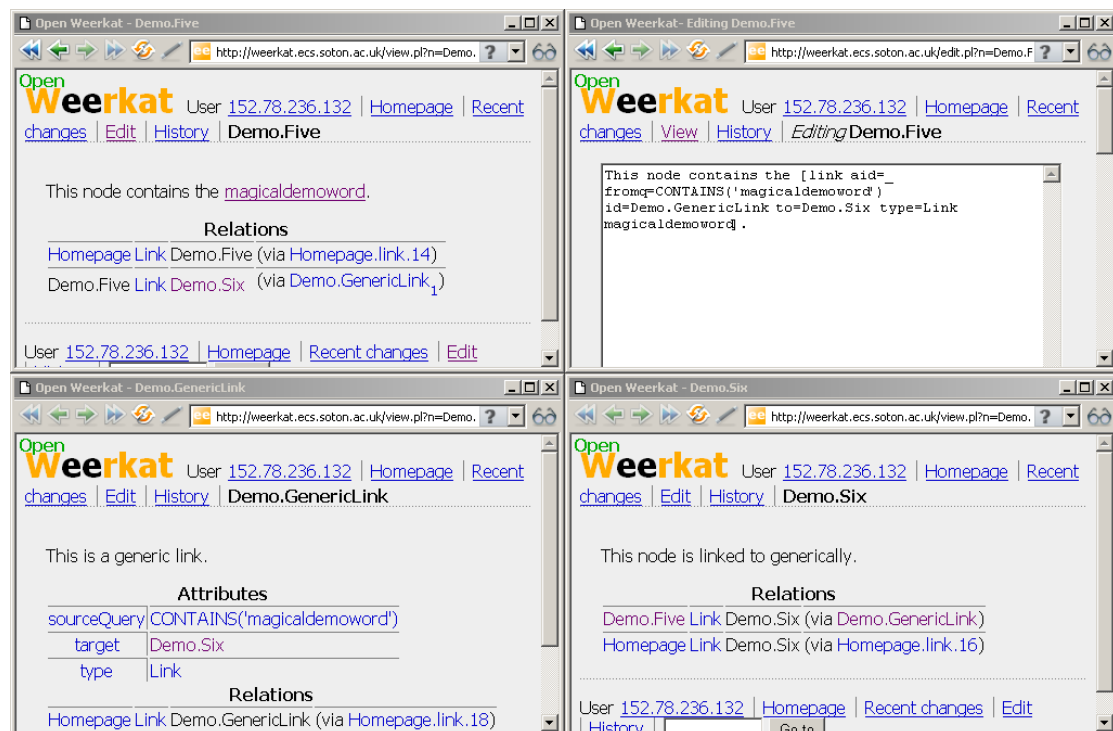 Open Weerkat - Demo.Five
http://weerkat.ecs.soton.ac.uk/view.pl?n=Demo. ?
Open
Weerkat User 152.78.236.132 | Homepage | Recent
changes | Edit | History | Demo.Five
This node contains the magicaldemoword.
Relations
Homepage Link Demo.Five (via Homepage.link.14)
Demo.Five Link Demo.Six (via Demo.GenericLink1)
User 152.78.236.132 | Homepage | Recent changes | Edit
Open Weerkat- Editing Demo.Five
http://weerkat.ecs.soton.ac.uk/edit.pl?n=Demo.F ?
Open
Weerkat User 152.78.236.132 | Homepage | Recent
changes | View | History | Editing Demo.Five
This node contains the [link aid=_
fromq=CONTAINS('magicaldemoword')
id=Demo.GenericLink to=Demo.Six type=Link
magicaldemoword].
Open Weerkat - Demo.GenericLink
http://weerkat.ecs.soton.ac.uk/view.pl?n=Demo. ?
Open
Weerkat User 152.78.236.132 | Homepage | Recent
changes | Edit | History | Demo.GenericLink
This is a generic link.
Attributes
sourceQuery CONTAINS('magicaldemoword')
target Demo.Six
type Link
Relations
Homepage Link Demo.GenericLink (via Homepage.link.18)
Open Weerkat - Demo.Six
http://weerkat.ecs.soton.ac.uk/view.pl?n=Demo. ?
Open
Weerkat User 152.78.236.132 | Homepage | Recent
changes | Edit | History | Demo.Six
This node is linked to generically.
Relations
Demo.Five Link Demo.Six (via Demo.GenericLink)
Homepage Link Demo.Six (via Homepage.link.16)
User 152.78.236.132 | Homepage | Recent changes | Edit
History | Go to